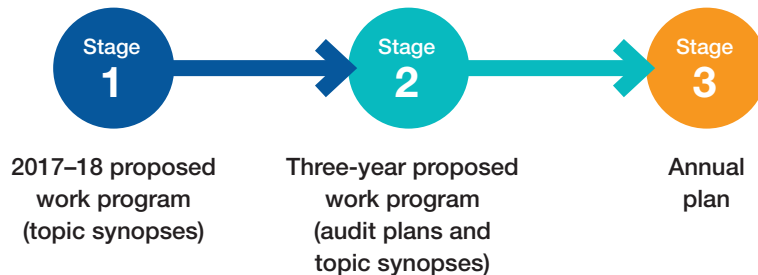 Stage
1
Stage
2
Stage
3
2017–18 proposed
work program
(topic synopses)
Three-year proposed
work program
(audit plans and
topic synopses)
Annual
plan